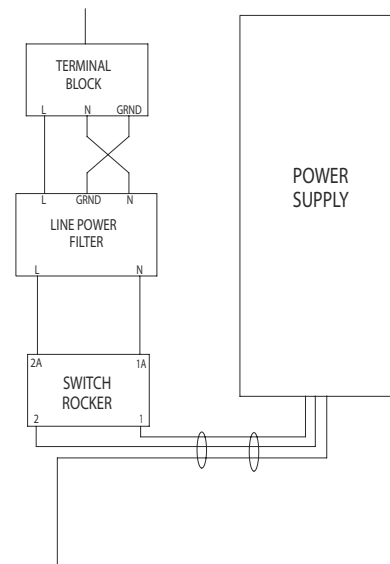 TERMINAL
BLOCK
L N GRND
L GRND N
LINE POWER
FILTER
L N
2A 1A
SWITCH
ROCKER
2 1
POWER
SUPPLY